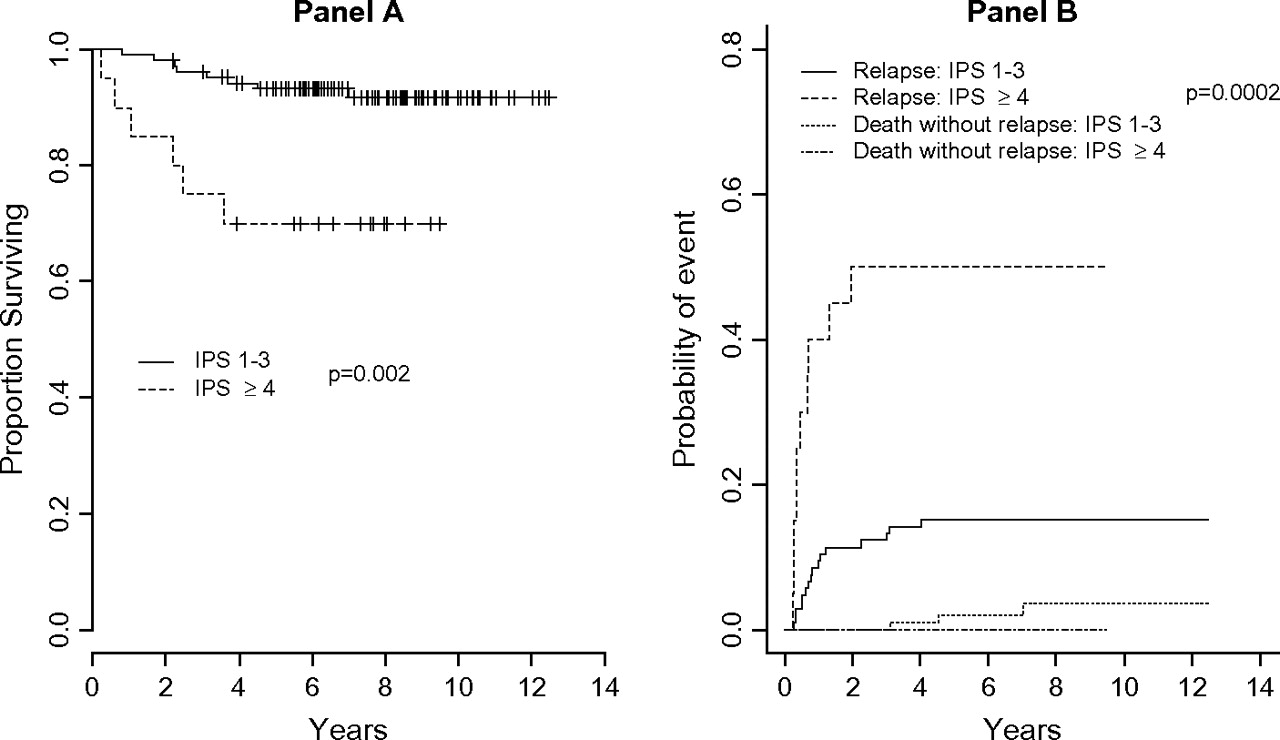 Panel A
Proportion Surviving
1.0
0.8
0.6
0.4
0.2
0.0
IPS 1-3
IPS ≥ 4
p=0.002
0 2 4 6 8 10 12 14
Years
Panel B
Probability of event
0.8
0.6
0.4
0.2
0.0
Relapse: IPS 1-3
Relapse: IPS ≥ 4
Death without relapse: IPS 1-3
Death without relapse: IPS ≥ 4
p=0.0002
0 2 4 6 8 10 12 14
Years